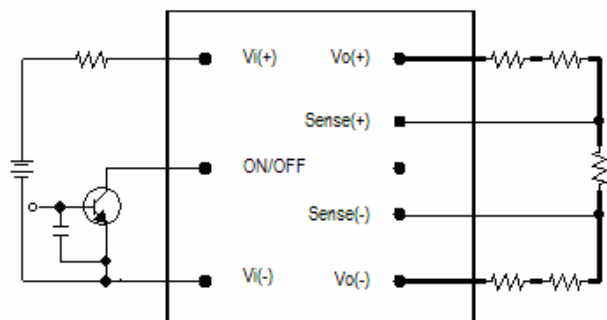 Vi(+)
Vo(+)
Sense(+)
ON/OFF
Sense(-)
Vi(-)
Vo(-)